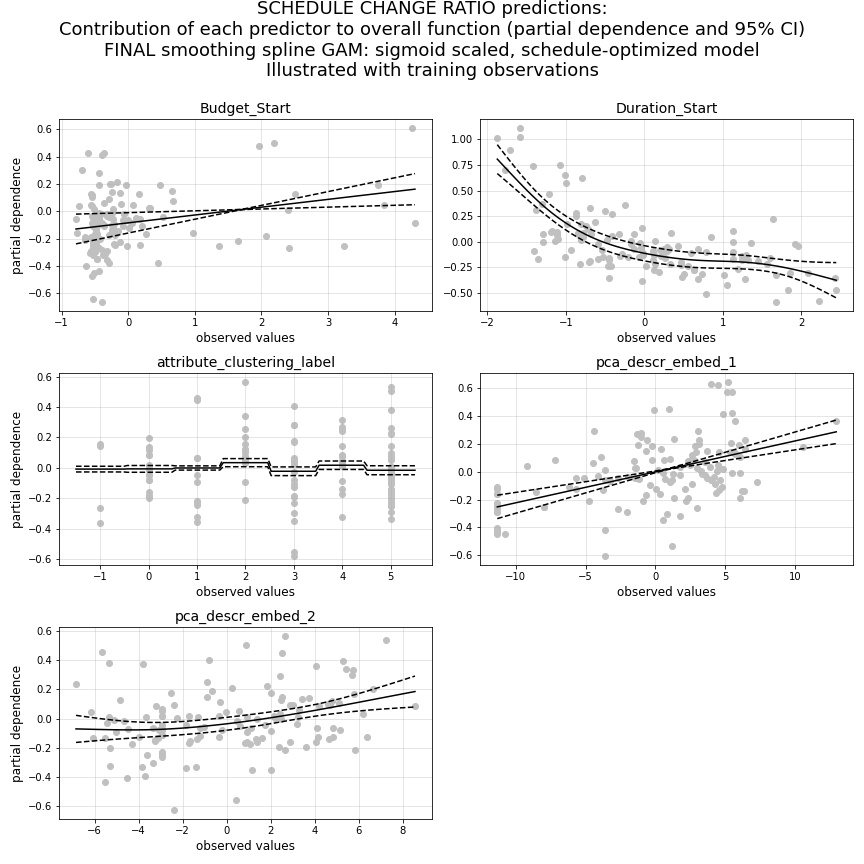 SCHEDULE CHANGE RATIO predictions:
Contribution of each predictor to overall function (partial dependence and 95% CI)
FINAL smoothing spline GAM: sigmoid scaled, schedule-optimized model
Illustrated with training observations
Budget_Start
0.6
0.4
0.2
0.0
−0.2
−0.4
−0.6
partial dependence
−1 0 1 2 3 4
observed values
Duration_Start
1.00
0.75
0.50
0.25
0.00
−0.25
−0.50
−2 −1 0 1 2
observed values
attribute_clustering_label
0.6
0.4
0.2
0.0
−0.2
−0.4
−0.6
partial dependence
−1 0 1 2 3 4 5
observed values
pca_descr_embed_1
0.6
0.4
0.2
0.0
−0.2
−0.4
−0.6
−10 −5 0 5 10
observed values
pca_descr_embed_2
0.6
0.4
0.2
0.0
−0.2
−0.4
−0.6
partial dependence
−6 −4 −2 0 2 4 6 8
observed values